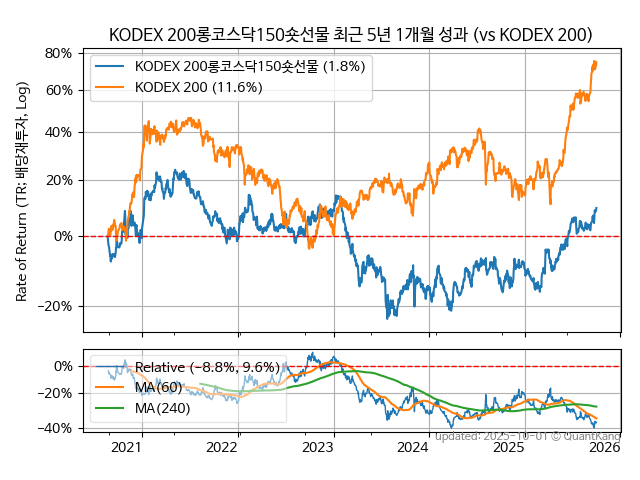 KODEX 200롱코스닥150숏선물 최근 5년 1개월 성과 (vs KODEX 200)
80%
60%
40%
20%
0%
−20%
Rate of Return (TR: 배당재투자, Log)
KODEX 200롱코스닥150숏선물 (1.8%)
KODEX 200 (11.6%)
0%
−20%
−40%
Relative (−8.8%, 9.6%)
MA(60)
MA(240)
2021
2022
2023
2024
2025
2026
updated: 2025-10-01 © QuantKang